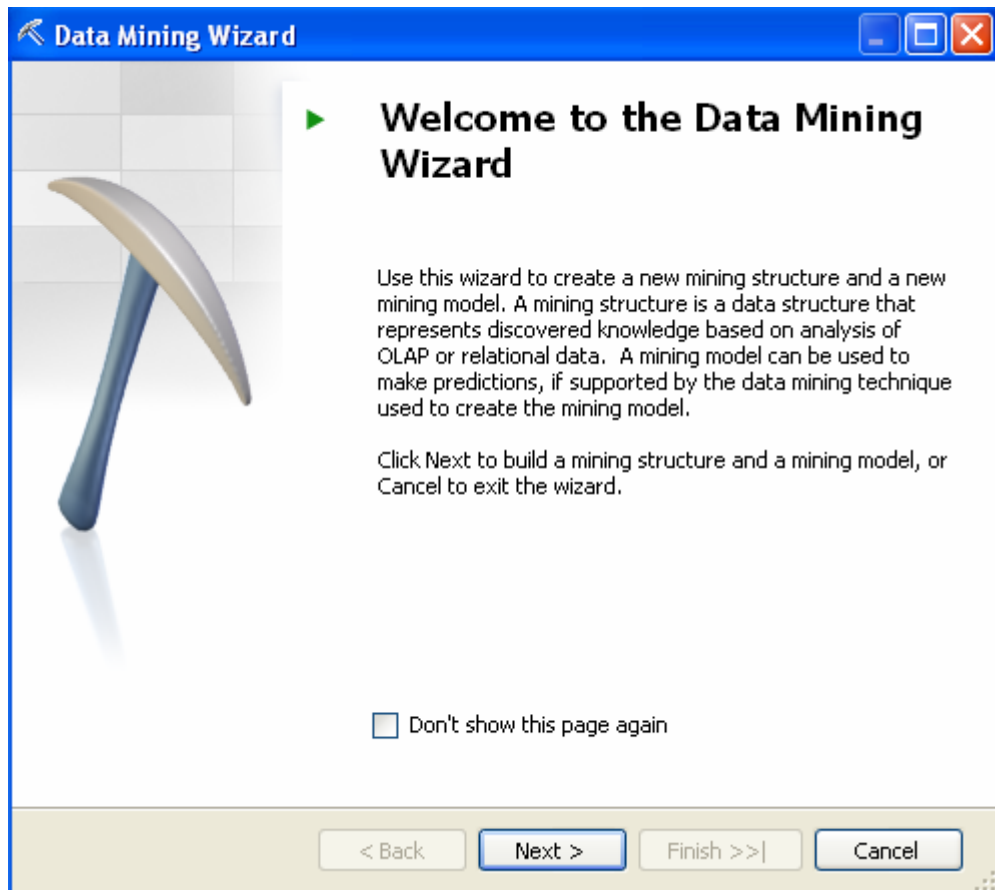 Data Mining Wizard
Welcome to the Data Mining
Wizard
Use this wizard to create a new mining structure and a new
mining model. A mining structure is a data structure that
represents discovered knowledge based on analysis of
OLAP or relational data.  A mining model can be used to
make predictions, if supported by the data mining technique
used to create the mining model.
Click Next to build a mining structure and a mining model, or
Cancel to exit the wizard.
Don't show this page again
< Back Next > Finish >>| Cancel